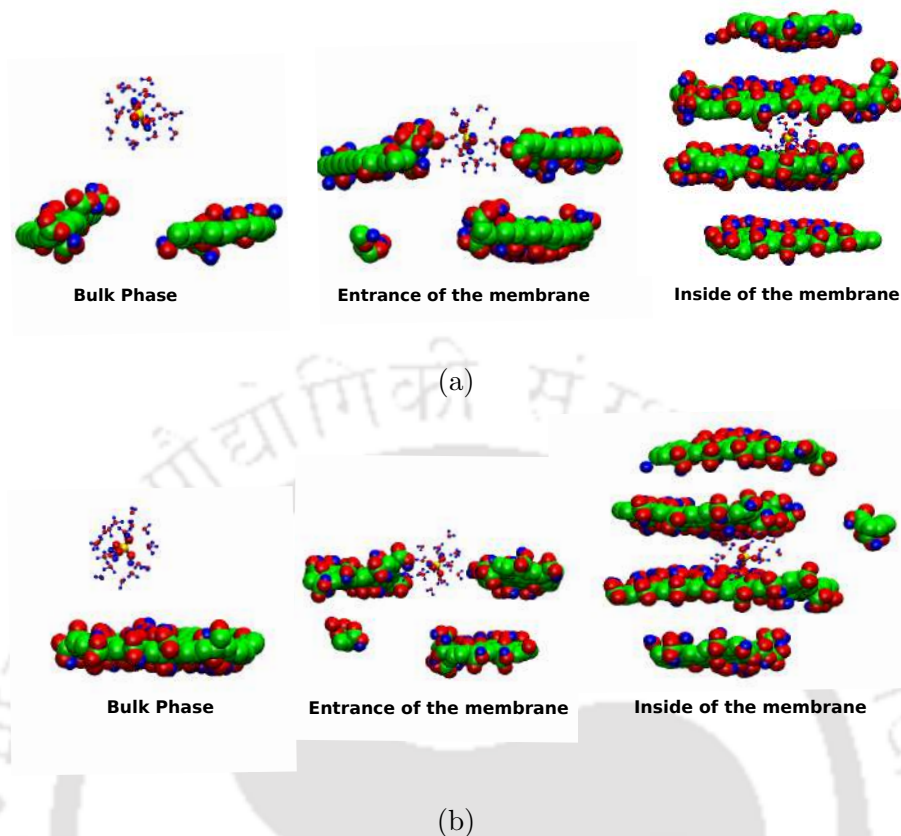 Bulk Phase Entrance of the membrane Inside of the membrane
(a)
Bulk Phase Entrance of the membrane Inside of the membrane
(b)